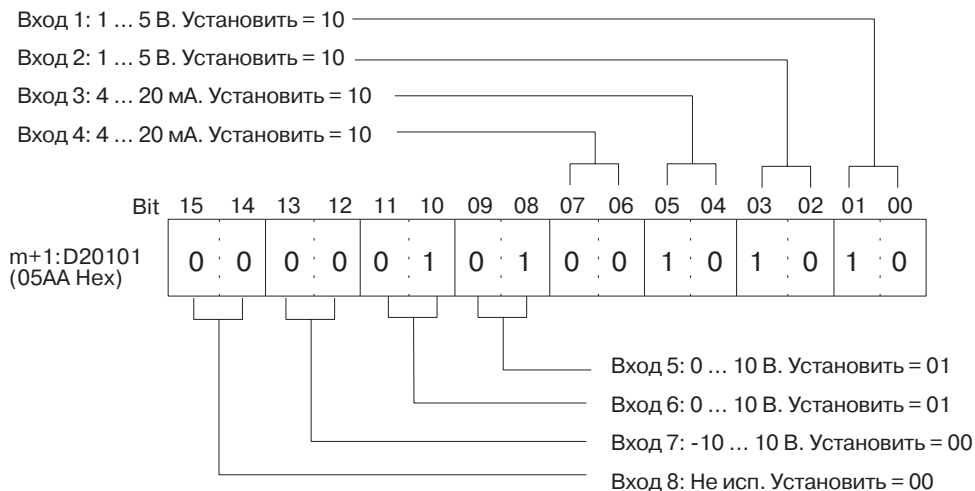 Вход 1: 1 ... 5 В. Установить = 10
Вход 2: 1 ... 5 В. Установить = 10
Вход 3: 4 ... 20 мА. Установить = 10
Вход 4: 4 ... 20 мА. Установить = 10
Bit 15 14 13 12 11 10 09 08 07 06 05 04 03 02 01 00
m+1:D20101
(05AA Hex)
0 0 0 0 0 1 0 1 0 0 1 0 1 0 1 0
Вход 5: 0 ... 10 В. Установить = 01
Вход 6: 0 ... 10 В. Установить = 01
Вход 7: -10 ... 10 В. Установить = 00
Вход 8: Не исп. Установить = 00